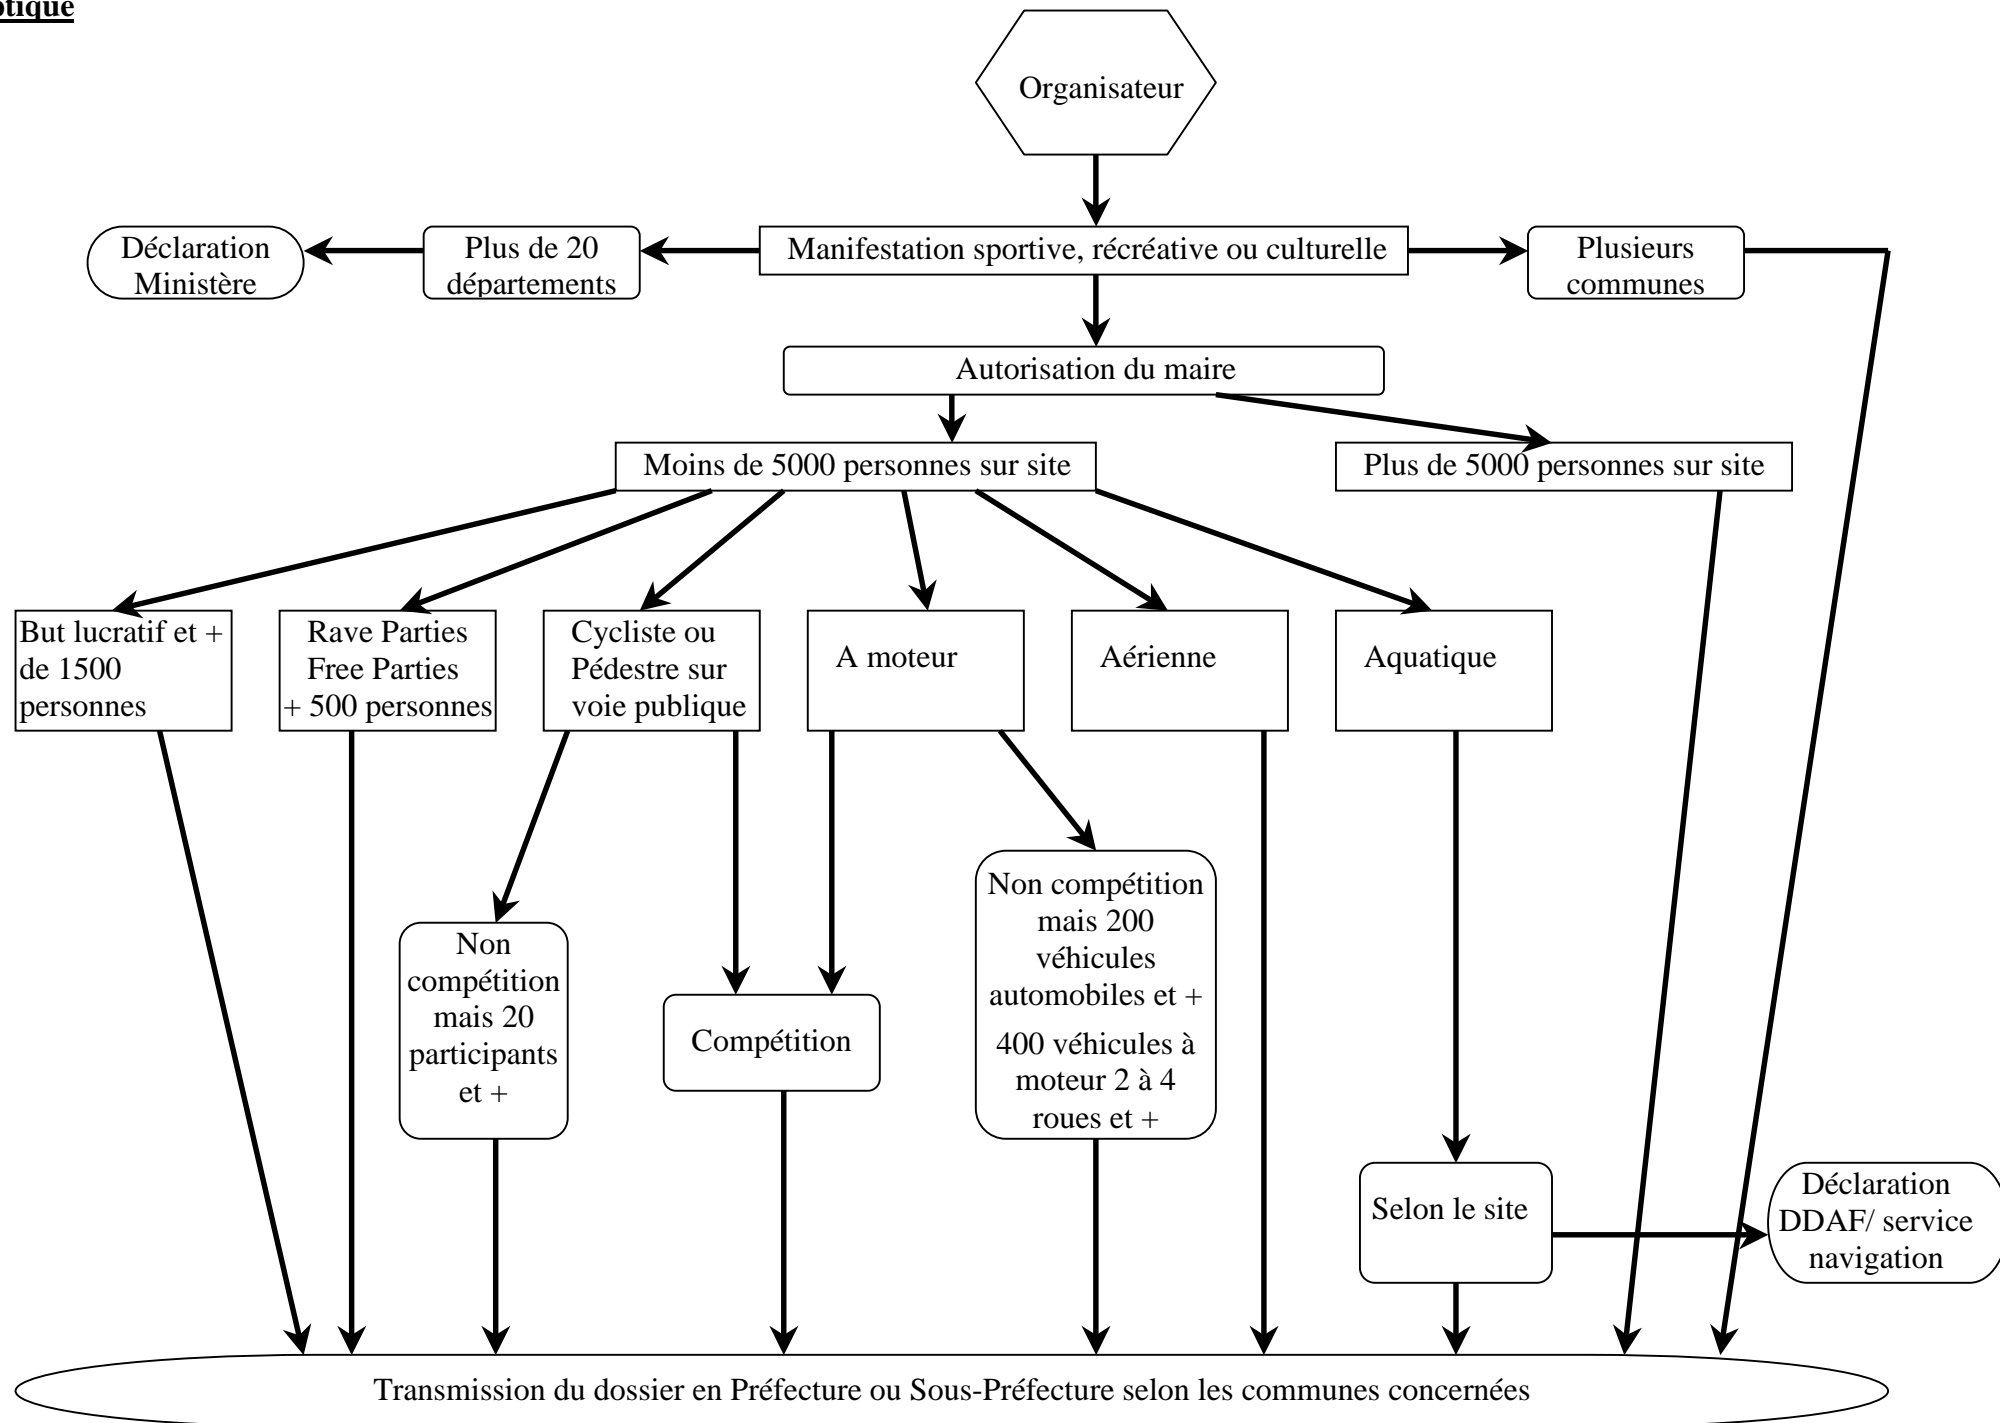 Organisateur
Déclaration
Ministère
Plus de 20
départements
Manifestation sportive, récréative ou culturelle
Plusieurs
communes
Autorisation du maire
Moins de 5000 personnes sur site
Plus de 5000 personnes sur site
But lucratif et +
de 1500
personnes
Rave Parties
Free Parties
+ 500 personnes
Cycliste ou
Pédestre sur
voie publique
A moteur
Aérienne
Aquatique
Non
compétition
mais 20
participants
et +
Compétition
Non compétition
mais 200
véhicules
automobiles et +
400 véhicules à
moteur 2 à 4
roues et +
Selon le site
Déclaration
DDAF/ service
navigation
Transmission du dossier en Préfecture ou Sous-Préfecture selon les communes concernées